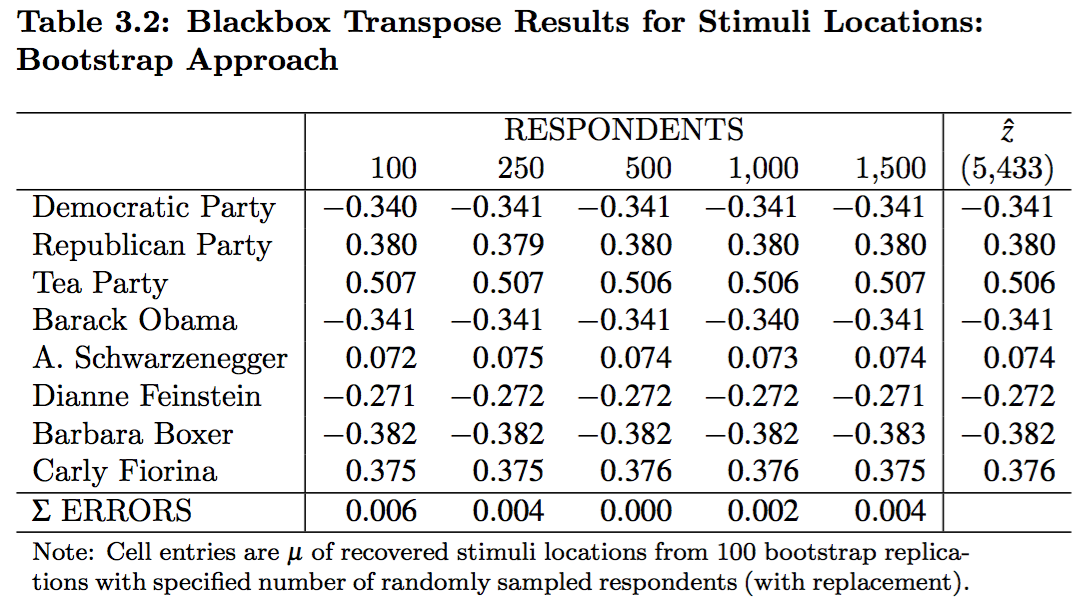 Table 3.2: Blackbox Transpose Results for Stimuli Locations:
Bootstrap Approach
RESPONDENTS ẑ
100 250 500 1,000 1,500 (5,433)
Democratic Party −0.340 −0.341 −0.341 −0.341 −0.341 −0.341
Republican Party 0.380 0.379 0.380 0.380 0.380 0.380
Tea Party 0.507 0.507 0.506 0.506 0.507 0.506
Barack Obama −0.341 −0.341 −0.341 −0.340 −0.341 −0.341
A. Schwarzenegger 0.072 0.075 0.074 0.073 0.074 0.074
Dianne Feinstein −0.271 −0.272 −0.272 −0.272 −0.271 −0.272
Barbara Boxer −0.382 −0.382 −0.382 −0.382 −0.383 −0.382
Carly Fiorina 0.375 0.375 0.376 0.376 0.375 0.376
Σ ERRORS 0.006 0.004 0.000 0.002 0.004
Note: Cell entries are μ of recovered stimuli locations from 100 bootstrap replica-
tions with specified number of randomly sampled respondents (with replacement).